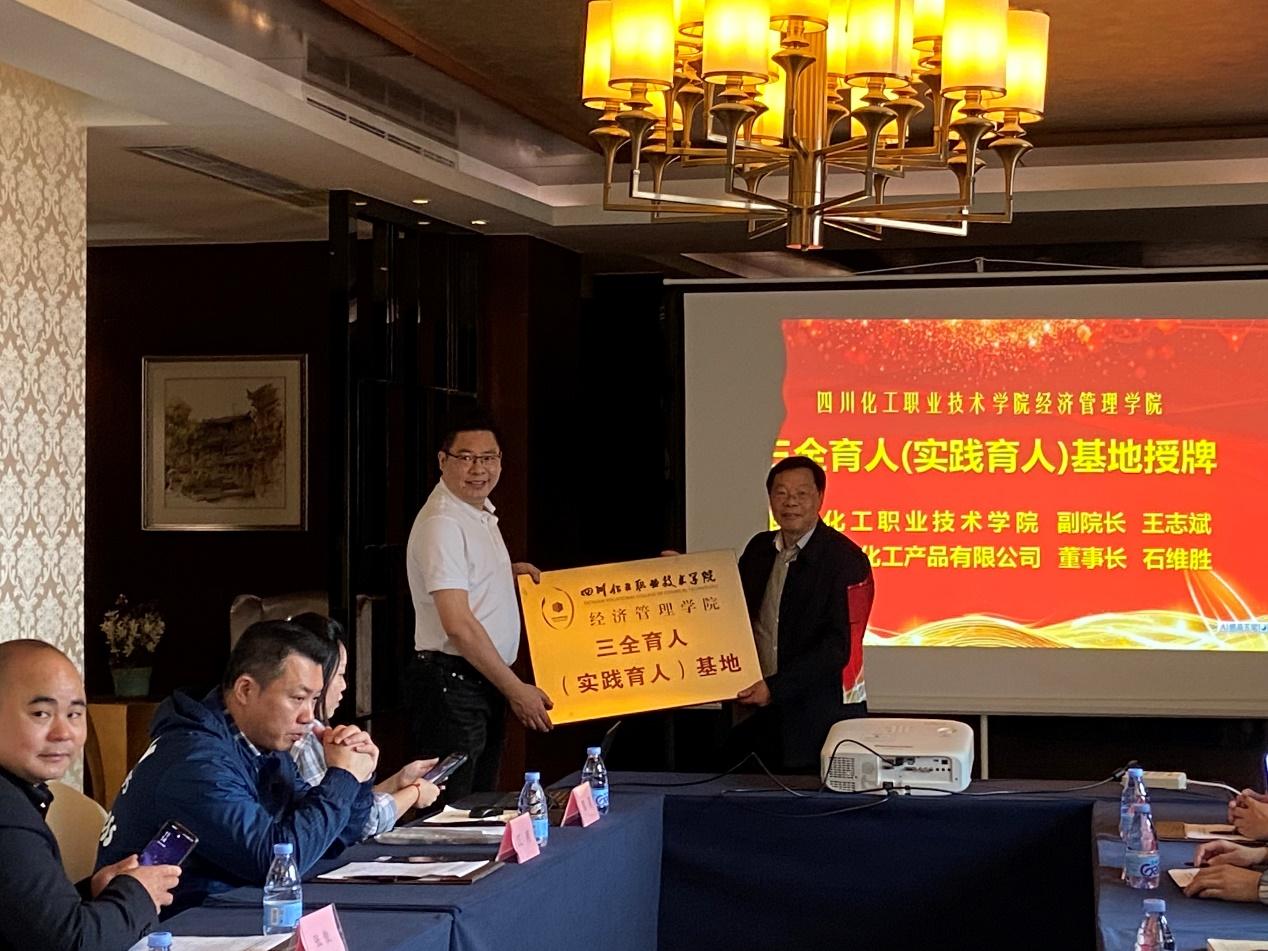 四川化工职业技术学院经济管理学院
三全育人(实践育人)基地授牌
化工职业技术学院 副院长 王志斌
化工产品有限公司 董事长 石维胜
四川化工职业技术学院
经济管理学院
三全育人
（实践育人）基地